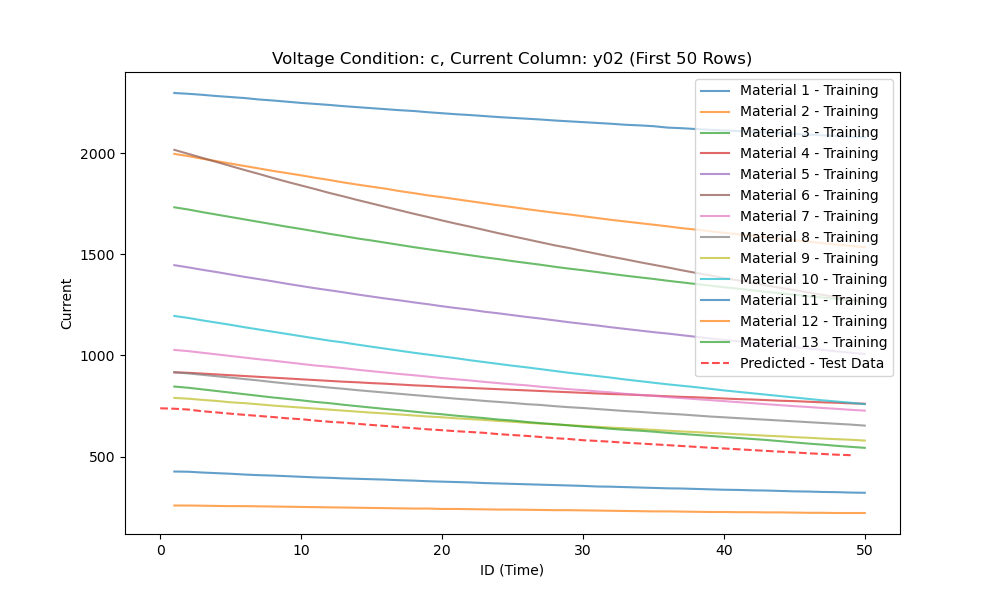 Voltage Condition: c, Current Column: y02 (First 50 Rows)
Material 1 - Training
Material 2 - Training
Material 3 - Training
Material 4 - Training
Material 5 - Training
Material 6 - Training
Material 7 - Training
Material 8 - Training
Material 9 - Training
Material 10 - Training
Material 11 - Training
Material 12 - Training
Material 13 - Training
Predicted - Test Data
Current
2000
1500
1000
500
0
10
20
30
40
50
ID (Time)